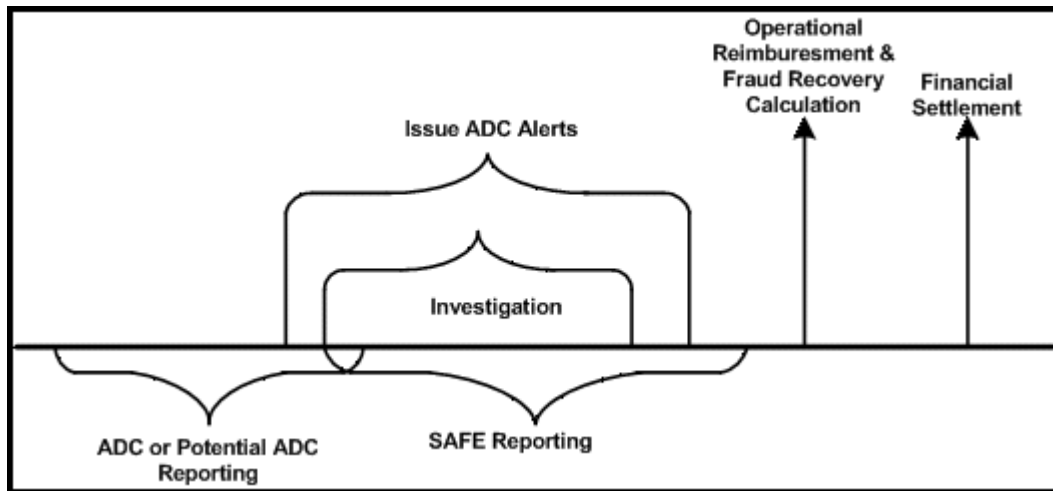 Operational
Reimburesment &
Fraud Recovery
Calculation
Financial
Settlement
Issue ADC Alerts
Investigation
ADC or Potential ADC
Reporting
SAFE Reporting